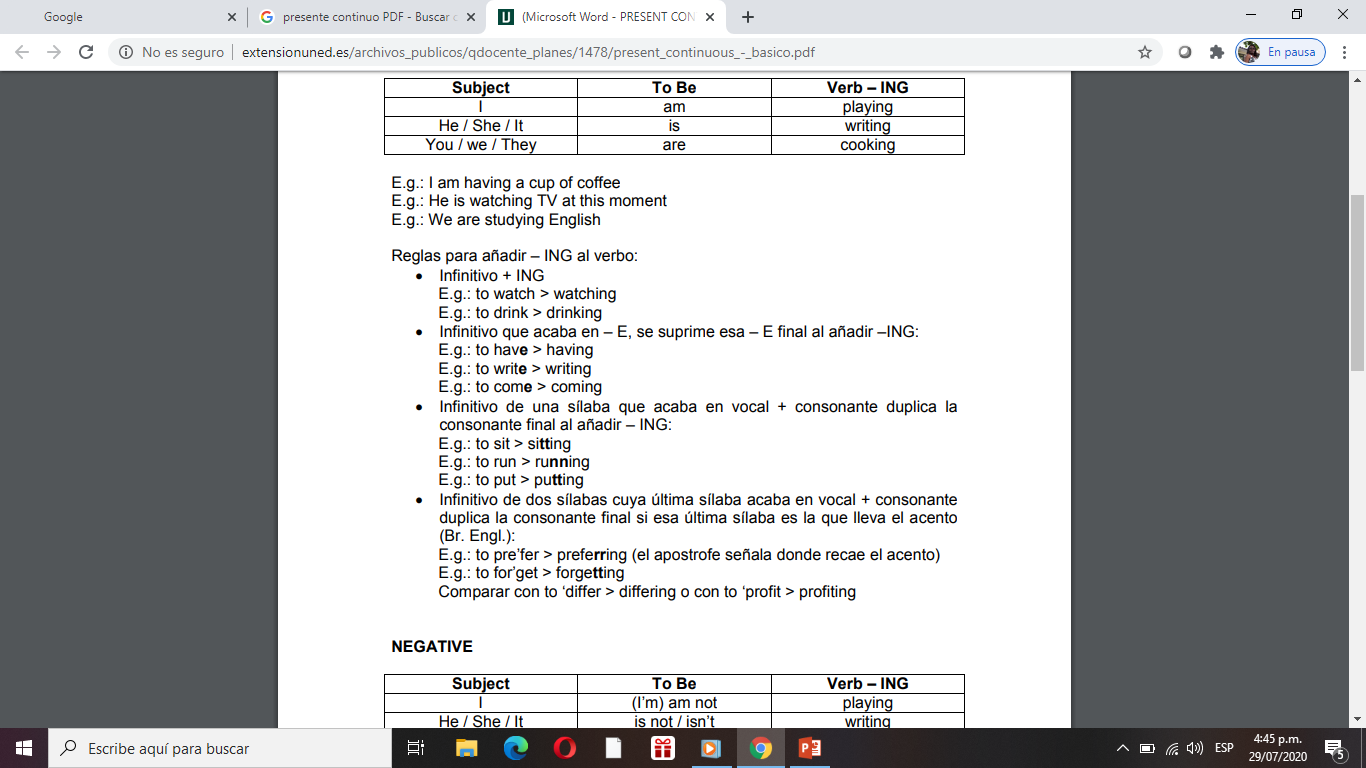 Google
presente continuo PDF - Buscar c
(Microsoft Word - PRESENT CON
No es seguro | extensionuned.es/archivos_publicos/qdocente_planes/1478/present_continuous_-_basico.pdf
En pausa
Subject To Be Verb – ING
I am playing
He / She / It is writing
You / we / They are cooking
E.g.: I am having a cup of coffee
E.g.: He is watching TV at this moment
E.g.: We are studying English
Reglas para añadir – ING al verbo:
• Infinitivo + ING
E.g.: to watch > watching
E.g.: to drink > drinking
• Infinitivo que acaba en – E, se suprime esa – E final al añadir –ING:
E.g.: to have > having
E.g.: to write > writing
E.g.: to come > coming
• Infinitivo de una sílaba que acaba en vocal + consonante duplica la
consonante final al añadir – ING:
E.g.: to sit > sitting
E.g.: to run > running
E.g.: to put > putting
• Infinitivo de dos sílabas cuya última sílaba acaba en vocal + consonante
duplica la consonante final si esa última sílaba es la que lleva el acento
(Br. Engl.):
E.g.: to pre’fer > preferring (el apostrofe señala donde recae el acento)
E.g.: to for’get > forgetting
Comparar con to ‘differ > differing o con to ‘profit > profiting
NEGATIVE
Subject To Be Verb – ING
I (I’m) am not playing
He / She / It is not / isn’t writing
Escribe aquí para buscar
ESP
4:45 p.m.
29/07/2020
5